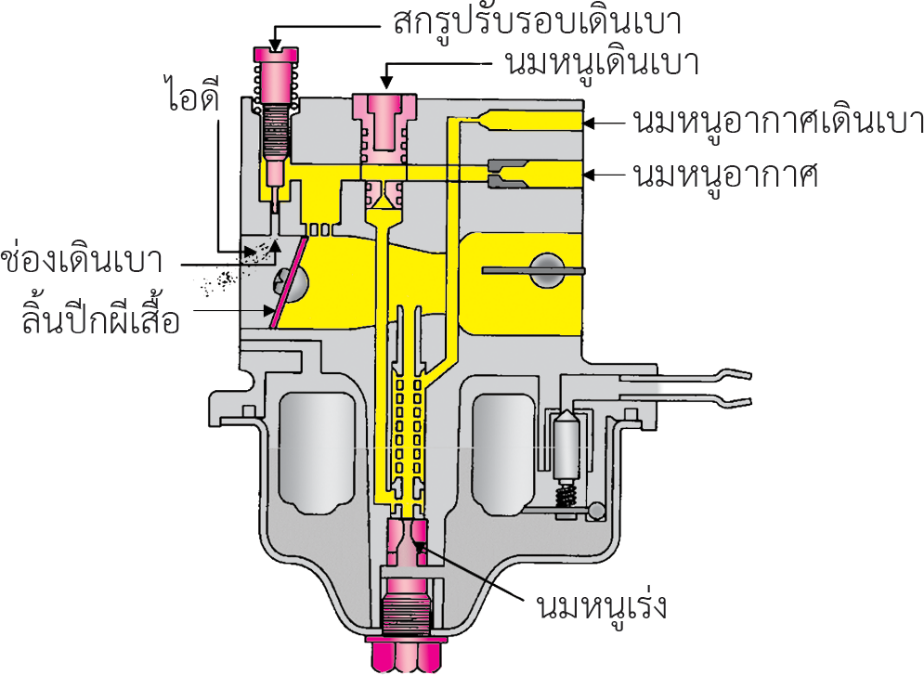 สกรูปรับรอบเดินเบา
นมหนูเดินเบา
ไอดี
นมหนูอากาศเดินเบา
นมหนูอากาศ
ช่องเดินเบา
ลิ้นปีกผีเสื้อ
นมหนูเร่ง